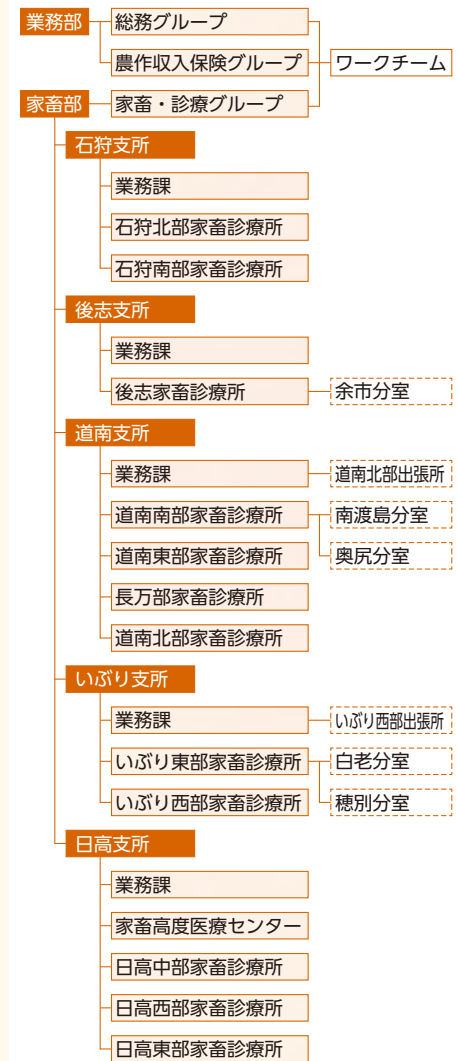 業務部 総務グループ
農作収入保険グループ ワークチーム
家畜部 家畜・診療グループ
石狩支所
業務課
石狩北部家畜診療所
石狩南部家畜診療所
後志支所
業務課
後志家畜診療所 余市分室
道南支所
業務課 道南北部出張所
道南南部家畜診療所 南渡島分室
道南東部家畜診療所 奥尻分室
長万部家畜診療所
道南北部家畜診療所
いぶり支所
業務課 いぶり西部出張所
いぶり東部家畜診療所 白老分室
いぶり西部家畜診療所 穂別分室
日高支所
業務課
家畜高度医療センター
日高中部家畜診療所
日高西部家畜診療所
日高東部家畜診療所